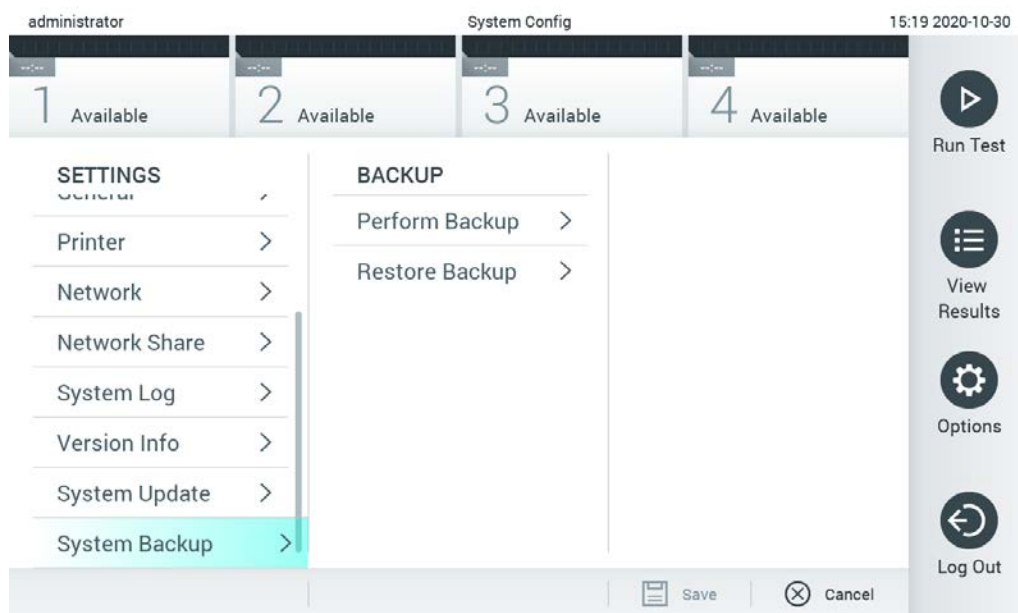 administrator
System Config
15:19 2020-10-30
--:--
--:--
--:--
--:--
1 Available
2 Available
3 Available
4 Available
Run Test
SETTINGS
General
Printer
Network
Network Share
System Log
Version Info
System Update
System Backup
BACKUP
Perform Backup
Restore Backup
View
Results
Options
Log Out
Save
Cancel